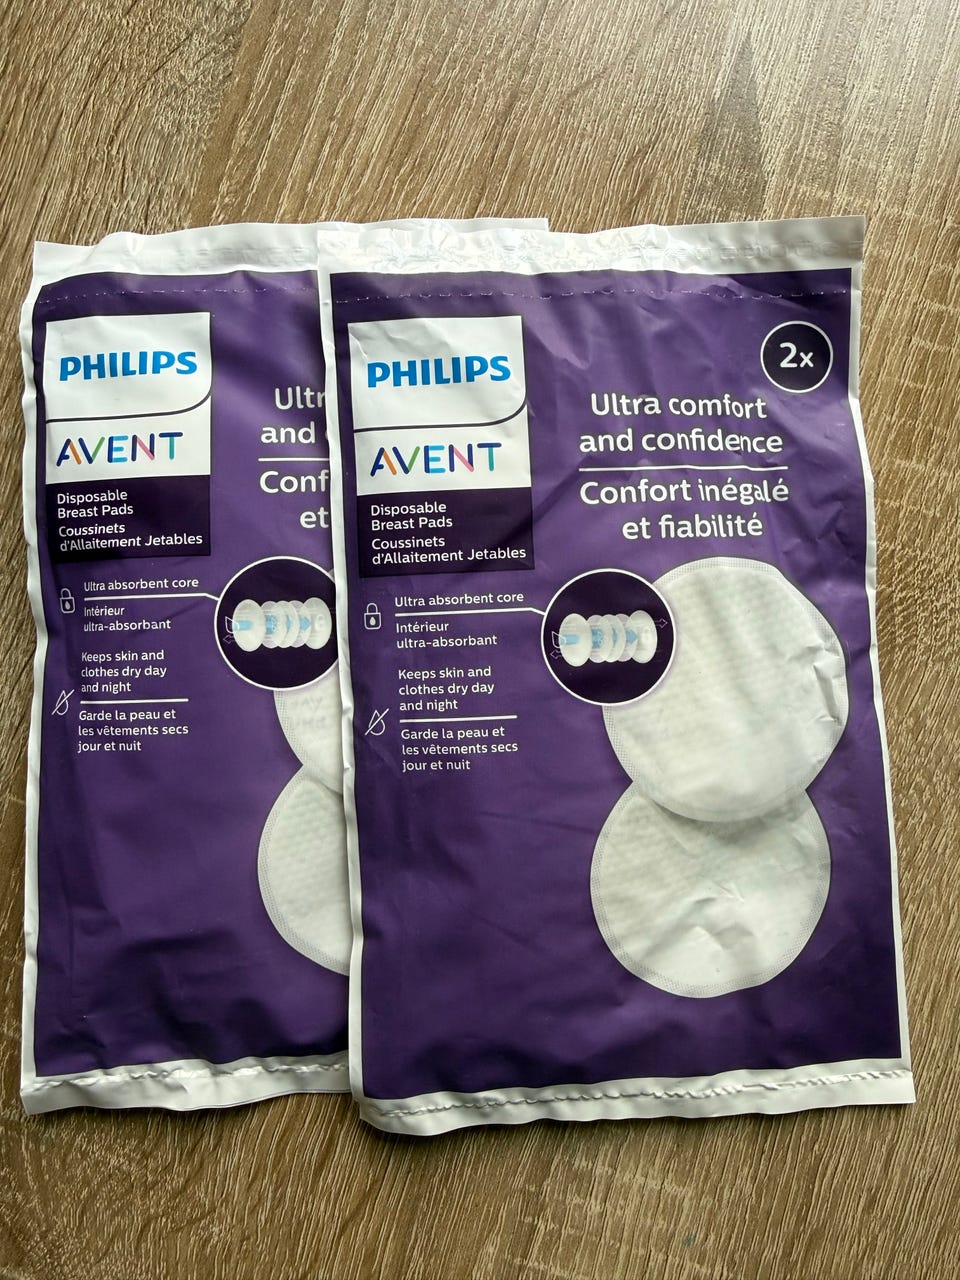 PHILIPS
AVENT
Disposable
Breast Pads
Coussinets
d'Allaitement Jetables
Ultr
and
Conf
et
Ultra absorbent core
Intérieur
ultra-absorbant
Keeps skin and
clothes dry day
and night
Garde la peau et
les vêtements secs
jour et nuit
PHILIPS
AVENT
Disposable
Breast Pads
Coussinets
d'Allaitement Jetables
2x
Ultra comfort
and confidence
Confort inégalé
et fiabilité
Ultra absorbent core
Intérieur
ultra-absorbant
Keeps skin and
clothes dry day
and night
Garde la peau et
les vêtements secs
jour et nuit